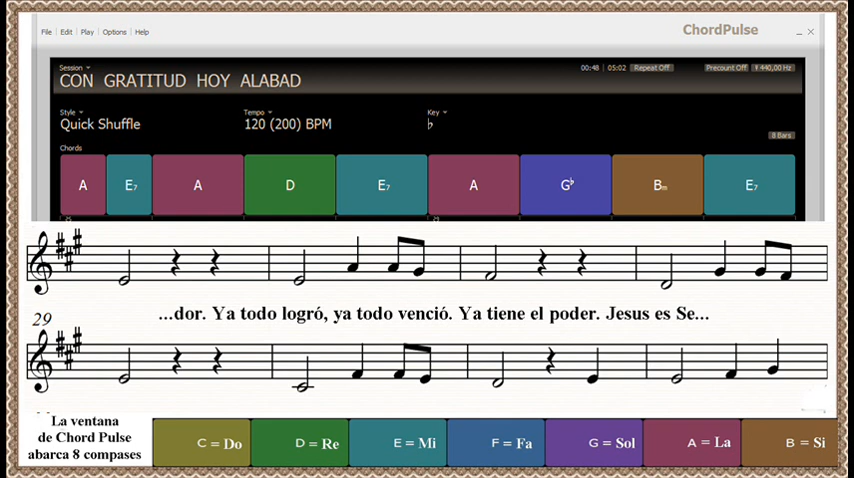 File Edit Play Options Help
ChordPulse
Session
00:48 05:02 Repeat Off Precount Off 440,00 Hz
CON GRATITUD HOY ALABAD
Style Tempo Key
Quick Shuffle 120 (200) BPM ♭
8 Bars
Chords
A E7 A D E7 A G♭ Bm E7
...dor. Ya todo logró, ya todo venció. Ya tiene el poder. Jesus es Se...
29
La ventana
de Chord Pulse
abarca 8 compases
C = Do D = Re E = Mi F = Fa G = Sol A = La B = Si